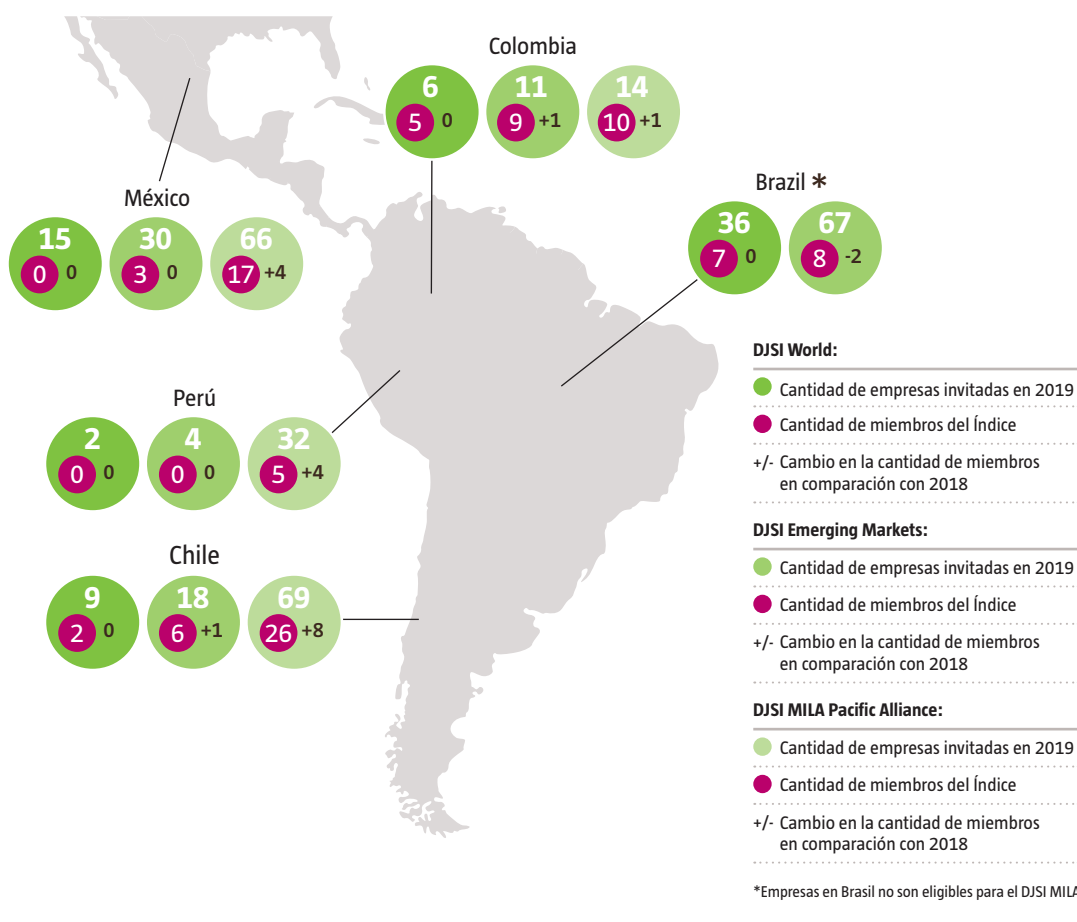 Colombia
6 11 14
5 0 9 +1 10 +1
Brazil *
36 67
7 0 8 -2
México
15 30 66
0 0 3 0 17 +4
Perú
2 4 32
0 0 0 0 5 +4
Chile
9 18 69
2 0 6 +1 26 +8
DJSI World:
Cantidad de empresas invitadas en 2019
Cantidad de miembros del Índice
+/- Cambio en la cantidad de miembros
en comparación con 2018
DJSI Emerging Markets:
Cantidad de empresas invitadas en 2019
Cantidad de miembros del Índice
+/- Cambio en la cantidad de miembros
en comparación con 2018
DJSI MILA Pacific Alliance:
Cantidad de empresas invitadas en 2019
Cantidad de miembros del Índice
+/- Cambio en la cantidad de miembros
en comparación con 2018
*Empresas en Brasil no son eligibles para el DJSI MILA